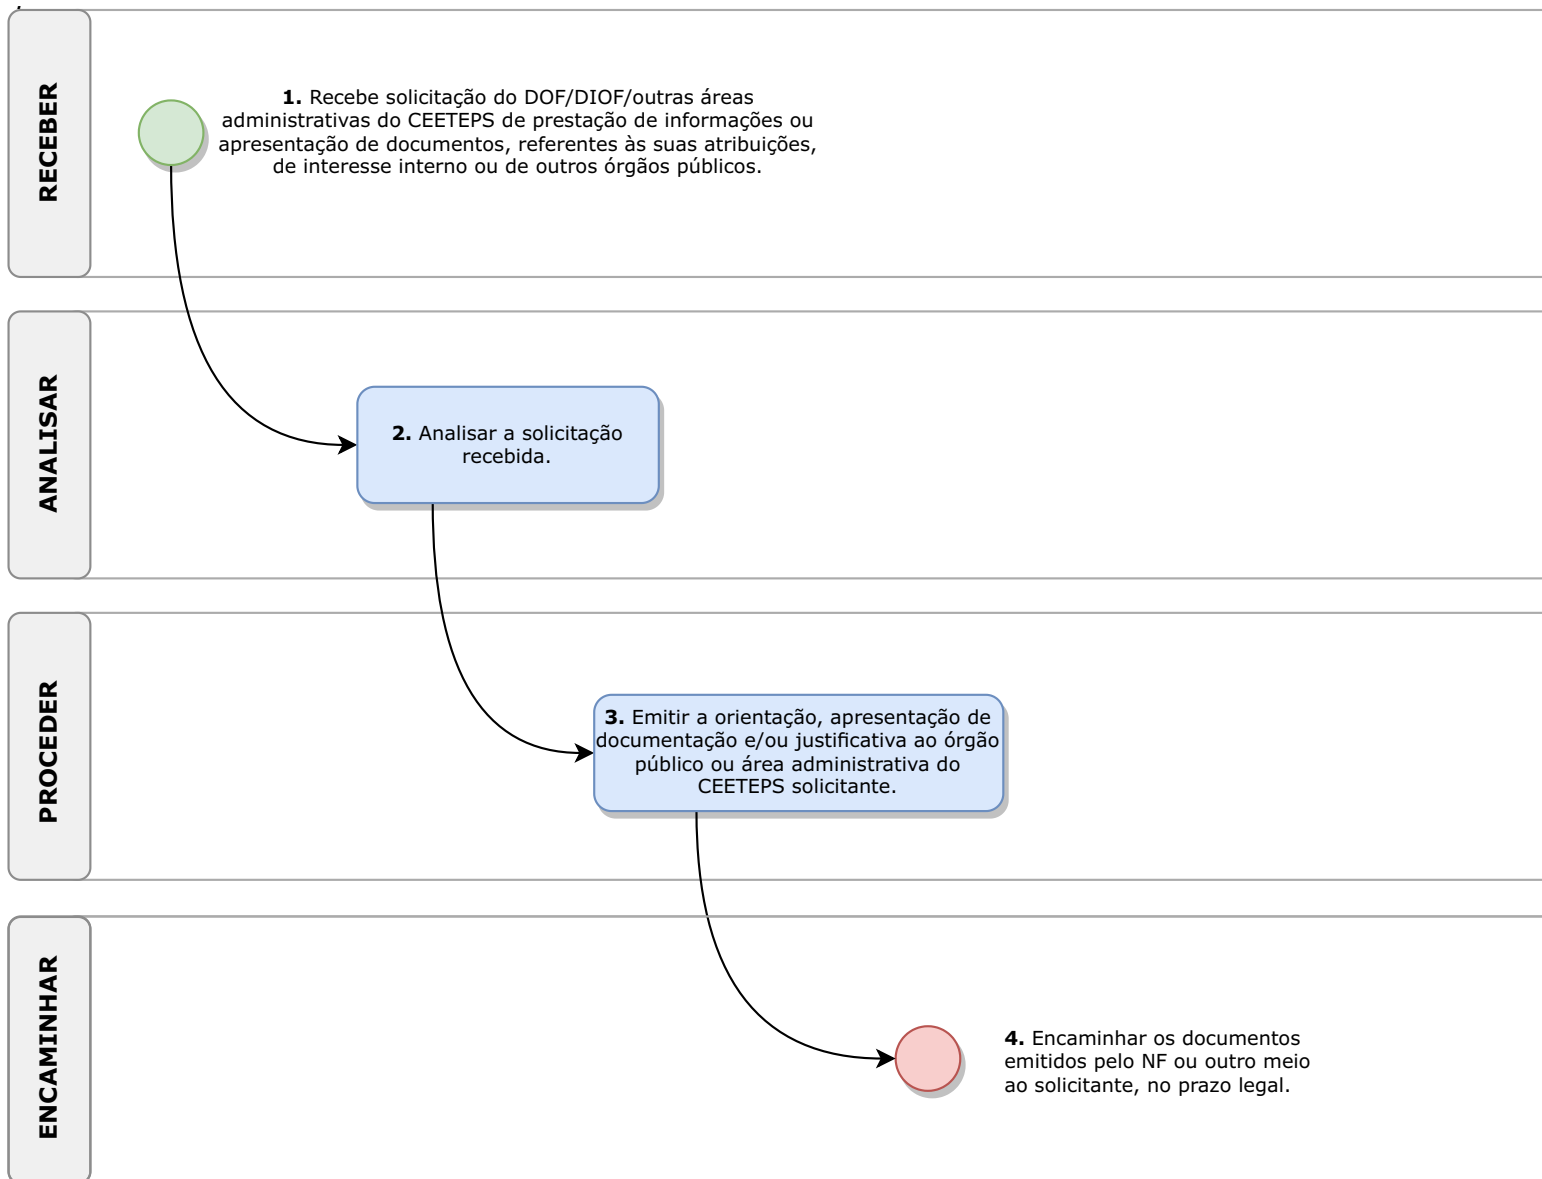 RECEBER
1. Recebe solicitação do DOF/DIOF/outras áreas
administrativas do CEETEPS de prestação de informações ou
apresentação de documentos, referentes às suas atribuições,
de interesse interno ou de outros órgãos públicos.
ANALISAR
2. Analisar a solicitação
recebida.
PROCEDER
3. Emitir a orientação, apresentação de
documentação e/ou justificativa ao órgão
público ou área administrativa do
CEETEPS solicitante.
ENCAMINHAR
4. Encaminhar os documentos
emitidos pelo NF ou outro meio
ao solicitante, no prazo legal.